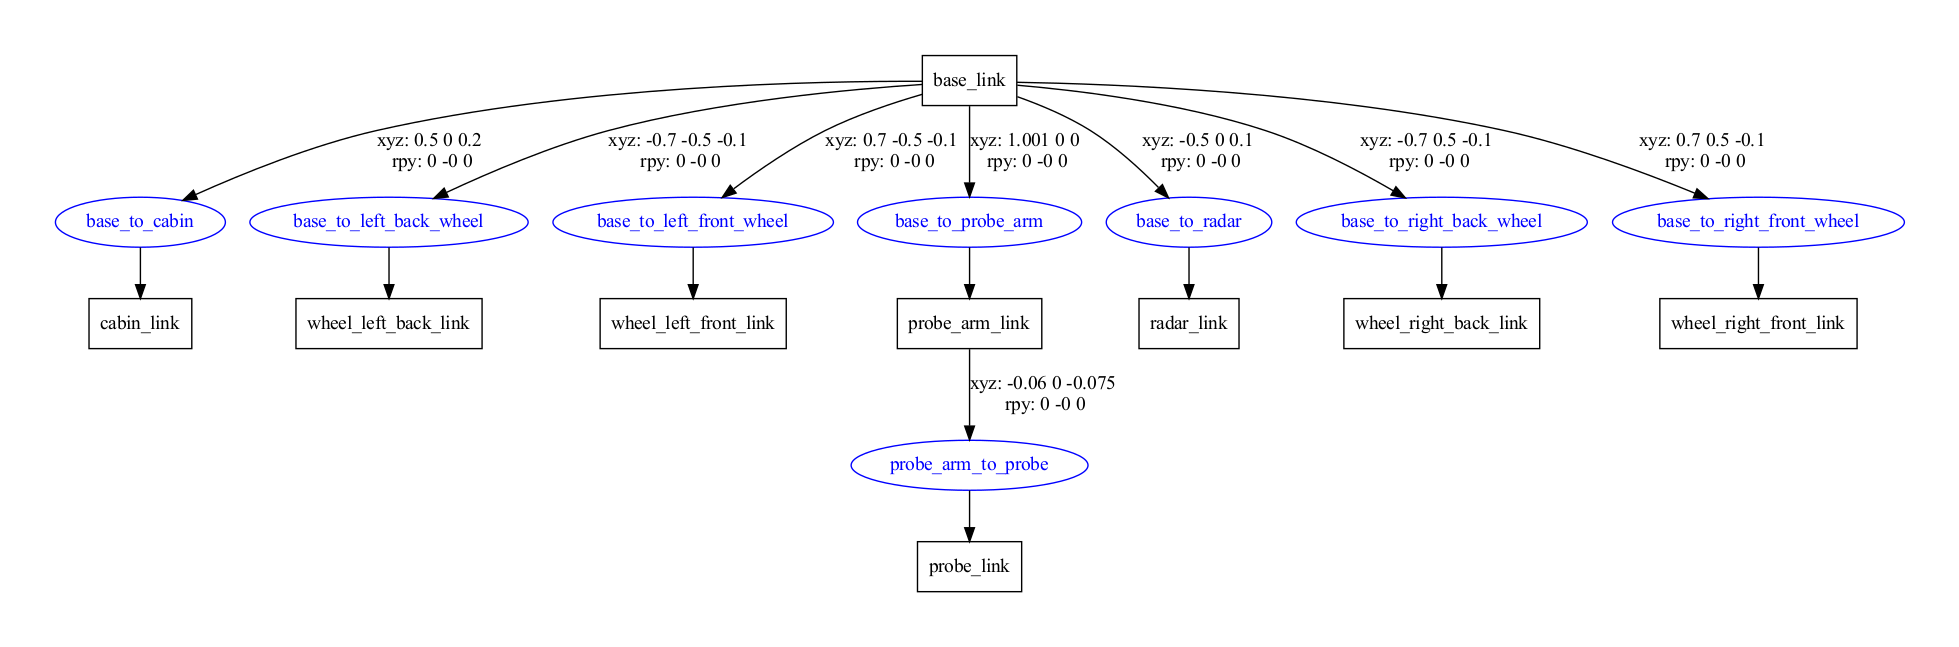 base_link
xyz: 0.5 0 0.2
rpy: 0 -0 0
xyz: -0.7 -0.5 -0.1
rpy: 0 -0 0
xyz: 0.7 -0.5 -0.1
rpy: 0 -0 0
xyz: 1.001 0 0
rpy: 0 -0 0
xyz: -0.5 0 0.1
rpy: 0 -0 0
xyz: -0.7 0.5 -0.1
rpy: 0 -0 0
xyz: 0.7 0.5 -0.1
rpy: 0 -0 0
base_to_cabin
base_to_left_back_wheel
base_to_left_front_wheel
base_to_probe_arm
base_to_radar
base_to_right_back_wheel
base_to_right_front_wheel
cabin_link
wheel_left_back_link
wheel_left_front_link
probe_arm_link
radar_link
wheel_right_back_link
wheel_right_front_link
xyz: -0.06 0 -0.075
rpy: 0 -0 0
probe_arm_to_probe
probe_link